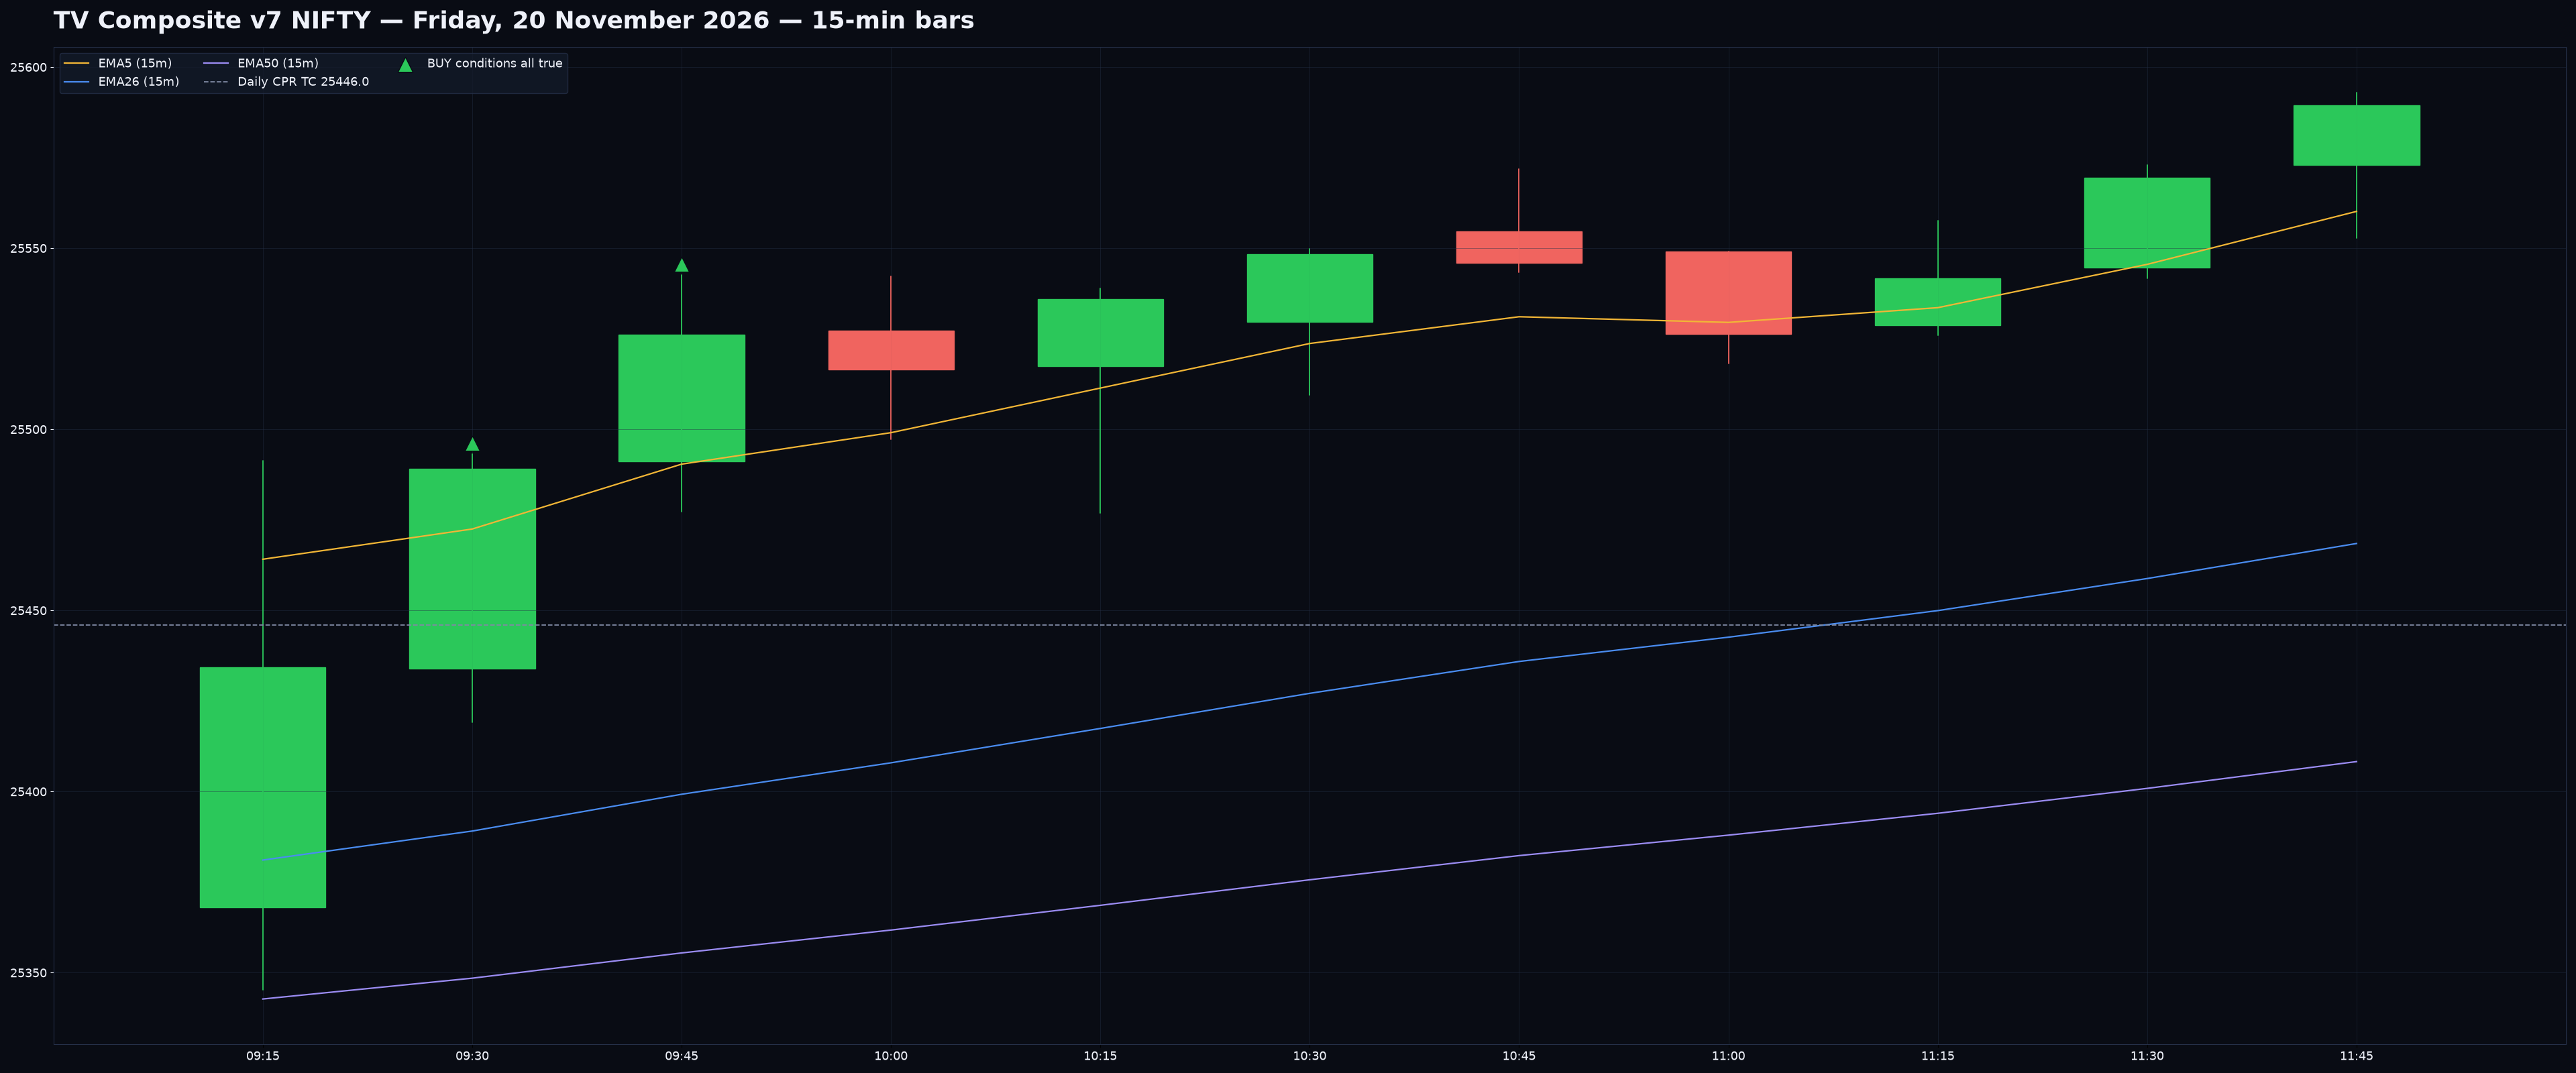 TV Composite v7 NIFTY — Friday, 20 November 2026 — 15-min bars
EMA5 (15m)
EMA26 (15m)
EMA50 (15m)
Daily CPR TC 25446.0
BUY conditions all true
25600
25550
25500
25450
25400
25350
09:15 09:30 09:45 10:00 10:15 10:30 10:45 11:00 11:15 11:30 11:45